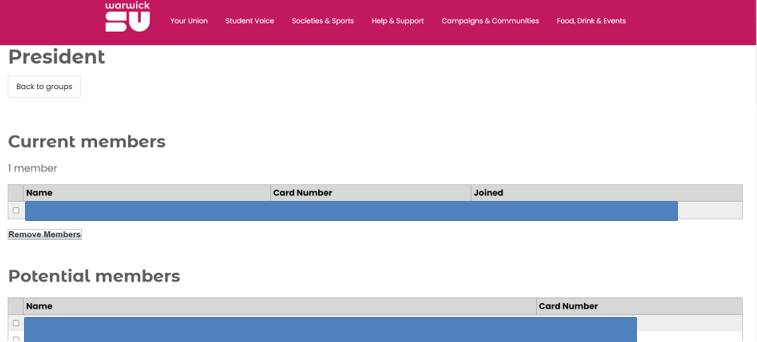 warwick
SU
Your Union Student Voice Societies & Sports Help & Support Campaigns & Communities Food, Drink & Events
President
Back to groups
Current members
1 member
Name Card Number Joined
Remove Members
Potential members
Name Card Number